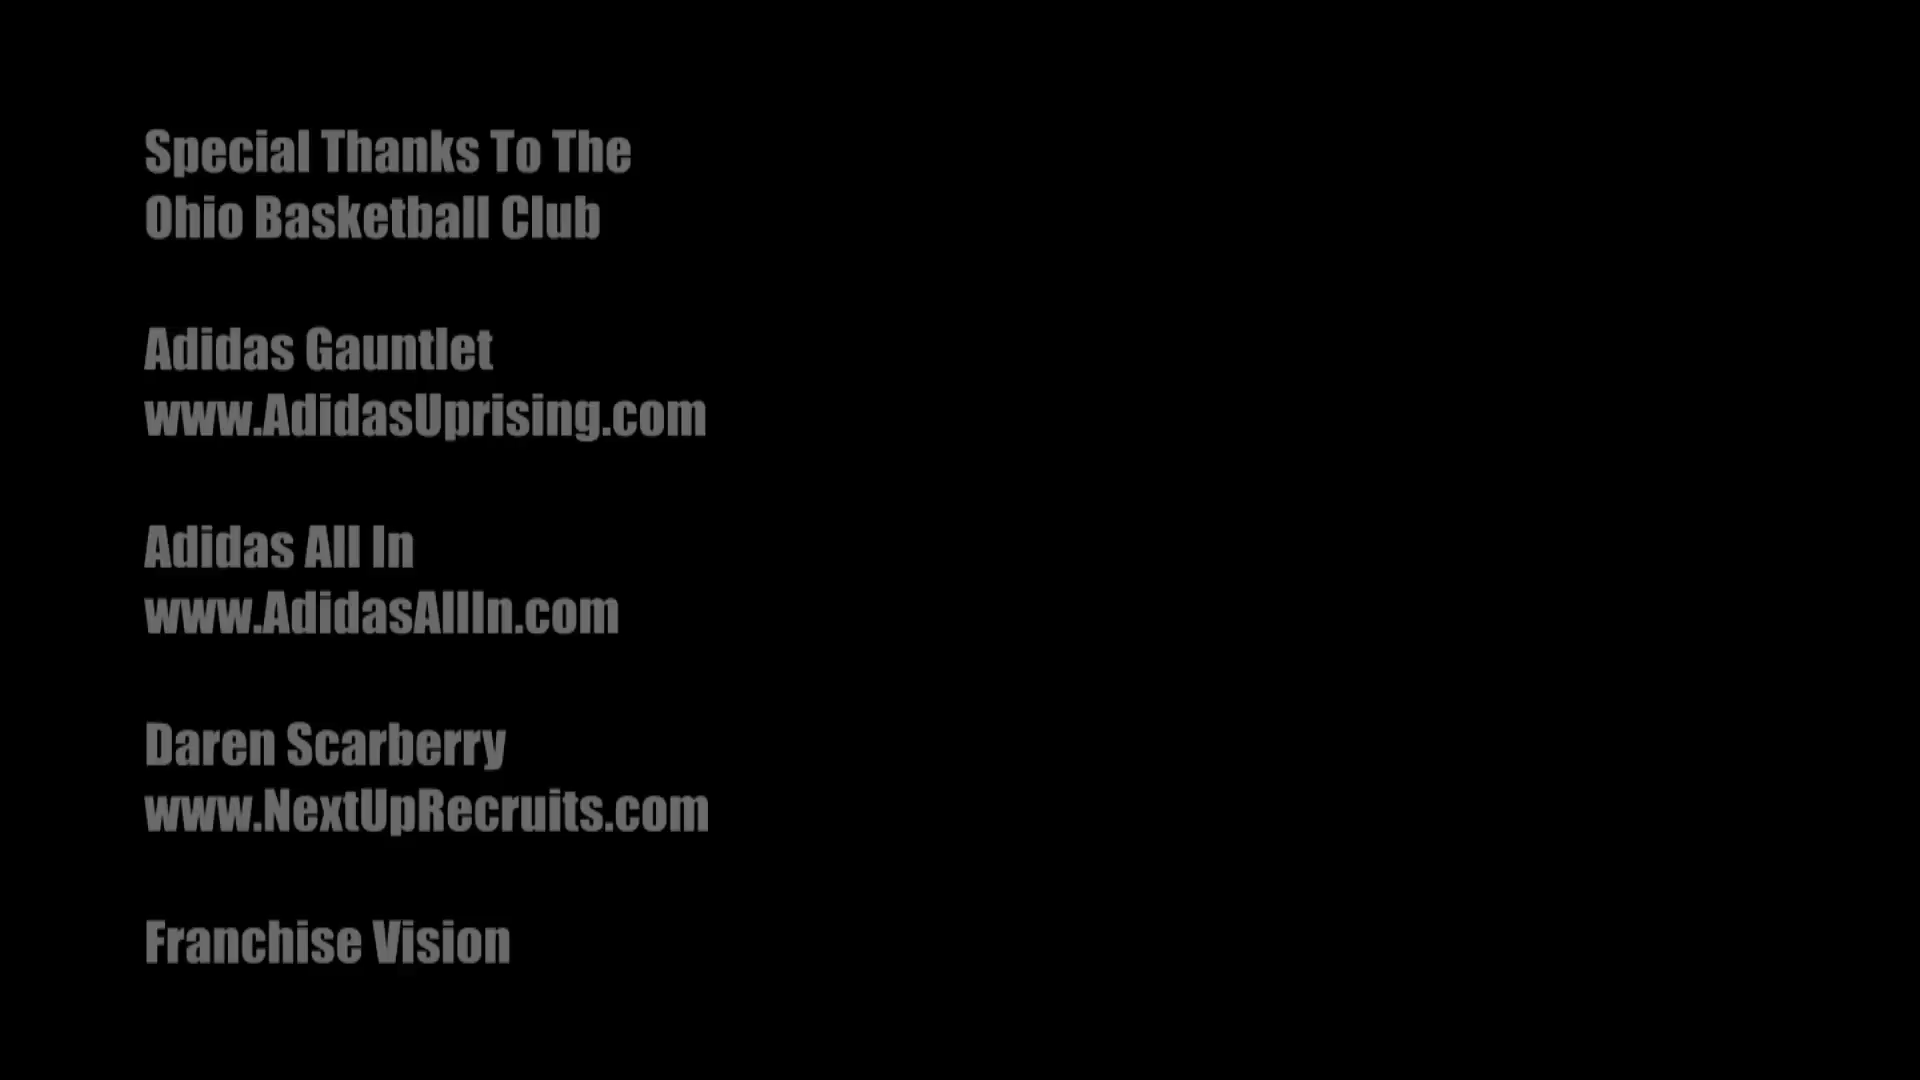 Special Thanks To The
Ohio Basketball Club
Adidas Gauntlet
www.AdidasUprising.com
Adidas All In
www.AdidasAllIn.com
Daren Scarberry
www.NextUpRecruits.com
Franchise Vision